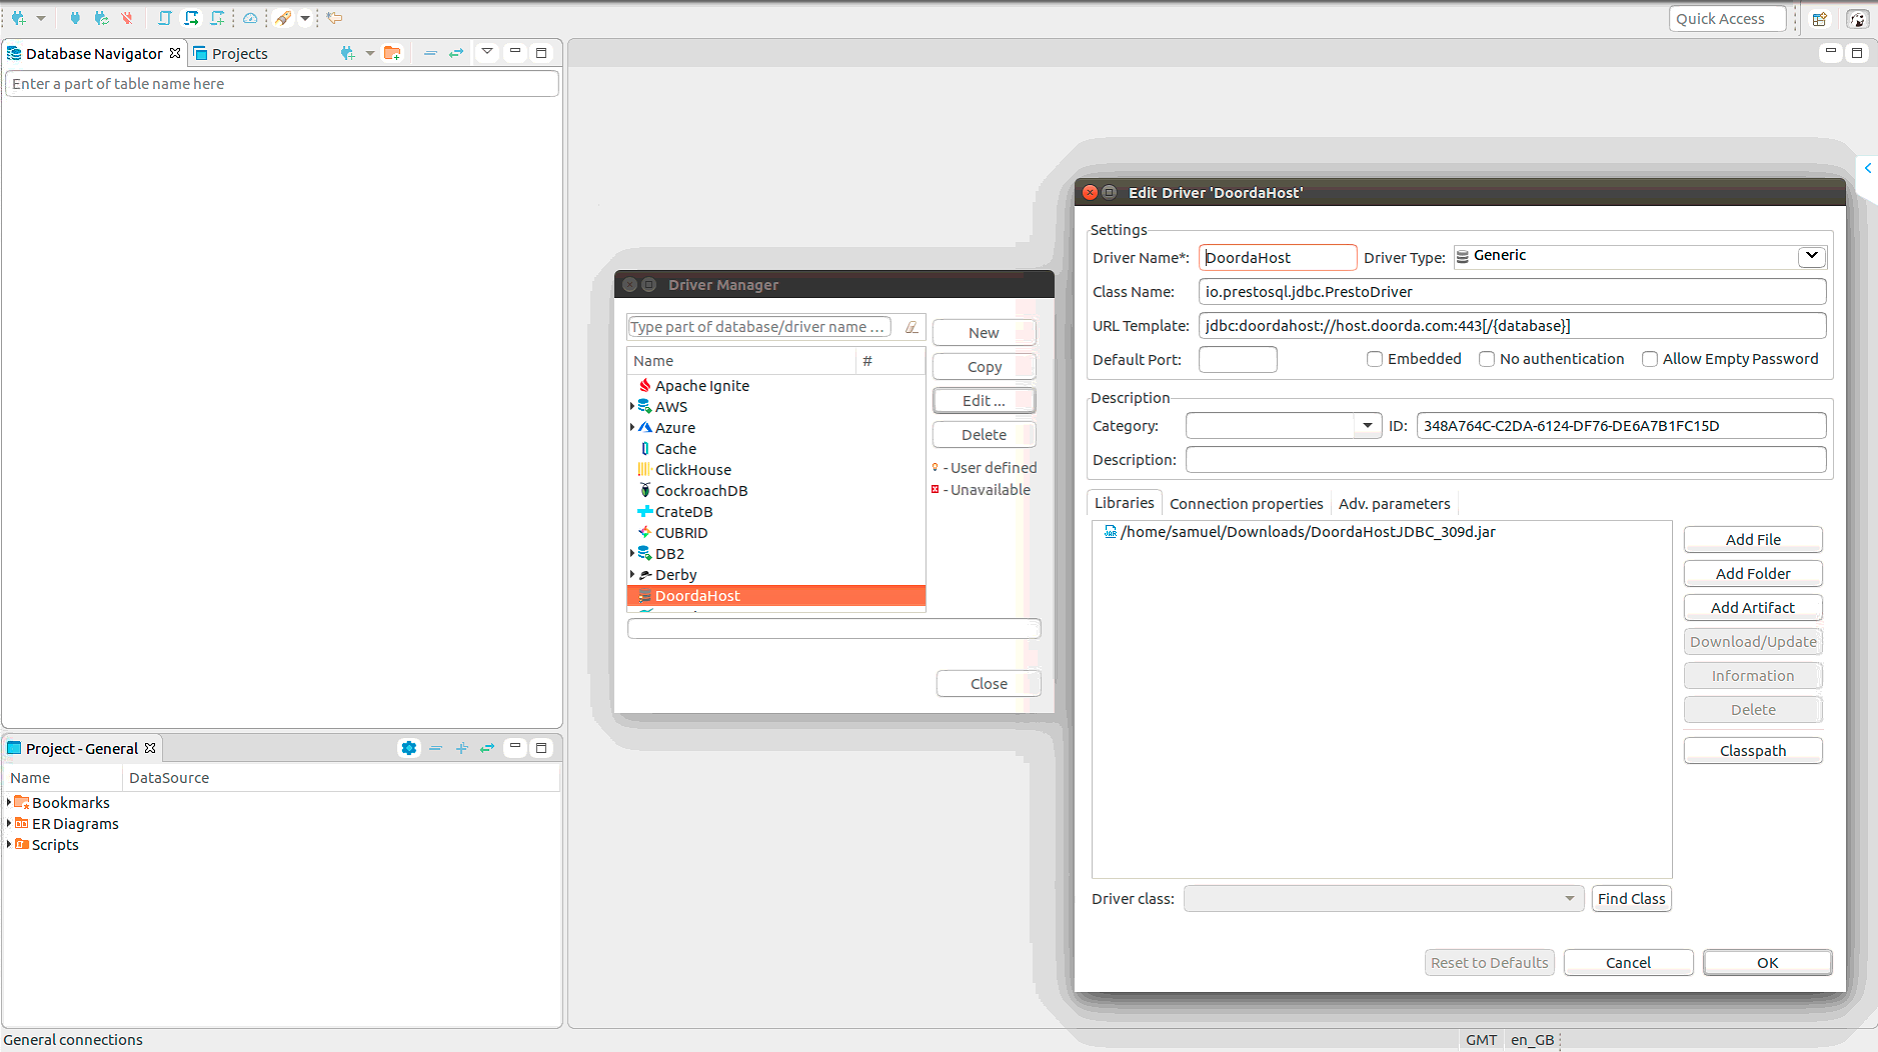 Quick Access
Database Navigator
Projects
Enter a part of table name here
Project - General
Name
DataSource
Bookmarks
ER Diagrams
Scripts
General connections
GMT
en_GB
Driver Manager
Type part of database/driver name ...
Name
#
Apache Ignite
AWS
Azure
Cache
ClickHouse
CockroachDB
CrateDB
CUBRID
DB2
Derby
DoordaHost
New
Copy
Edit ...
Delete
- User defined
- Unavailable
Close
Edit Driver 'DoordaHost'
Settings
Driver Name*: DoordaHost Driver Type: Generic
Class Name: io.prestosql.jdbc.PrestoDriver
URL Template: jdbc:doordahost://host.doorda.com:443[/{database}]
Default Port: Embedded No authentication Allow Empty Password
Description
Category: ID: 348A764C-C2DA-6124-DF76-DE6A7B1FC15D
Description:
Libraries Connection properties Adv. parameters
/home/samuel/Downloads/DoordaHostJDBC_309d.jar
Add File
Add Folder
Add Artifact
Download/Update
Information
Delete
Classpath
Driver class: Find Class
Reset to Defaults Cancel OK